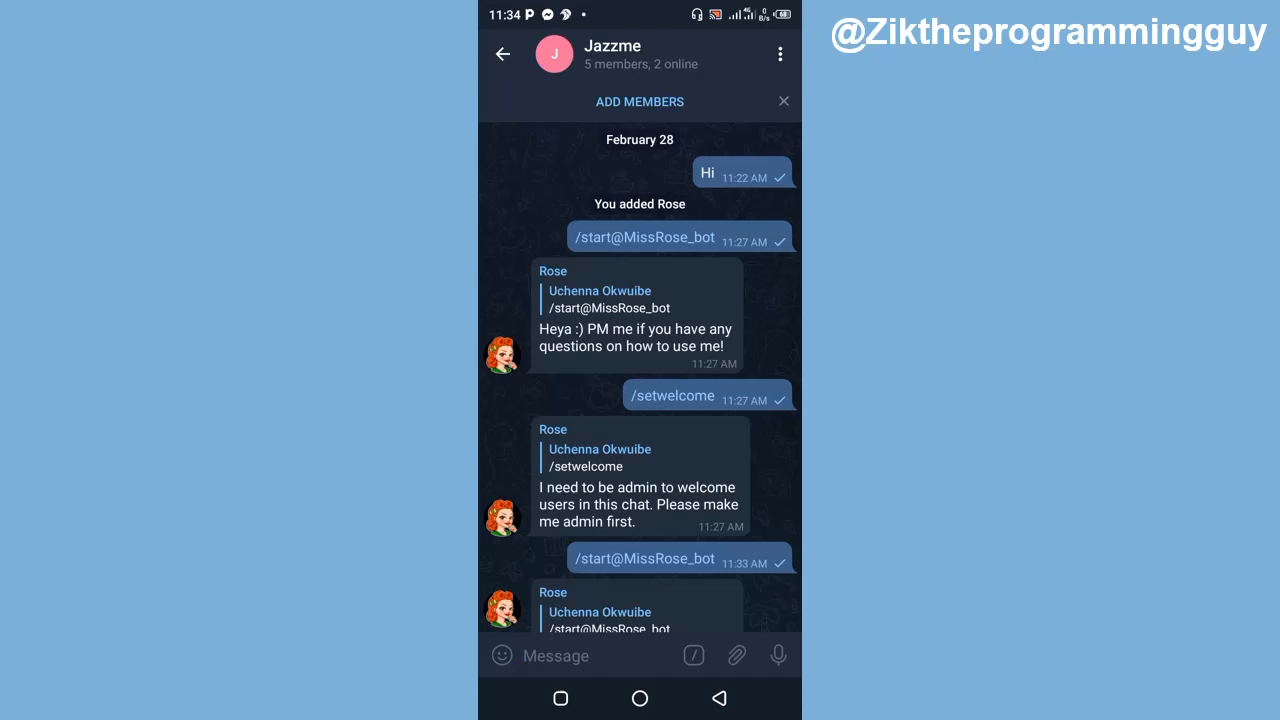 @Ziktheprogrammingguy
11:34
4G
0
B/s
68
J
Jazzme
5 members, 2 online
ADD MEMBERS
February 28
Hi 11:22 AM
You added Rose
/start@MissRose_bot 11:27 AM
Rose
Uchenna Okwuibe
/start@MissRose_bot
Heya :) PM me if you have any
questions on how to use me!
11:27 AM
/setwelcome 11:27 AM
Rose
Uchenna Okwuibe
/setwelcome
I need to be admin to welcome
users in this chat. Please make
me admin first.
11:27 AM
/start@MissRose_bot 11:33 AM
Rose
Uchenna Okwuibe
/start@MissRose_bot
Message